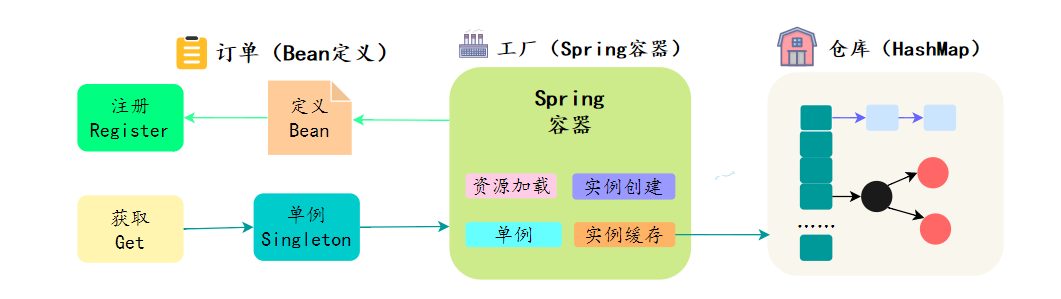 订单（Bean定义）
工厂（Spring容器）
仓库（HashMap）
注册
Register
定义
Bean
Spring
容器
资源加载
实例创建
获取
Get
单例
Singleton
单例
实例缓存
......